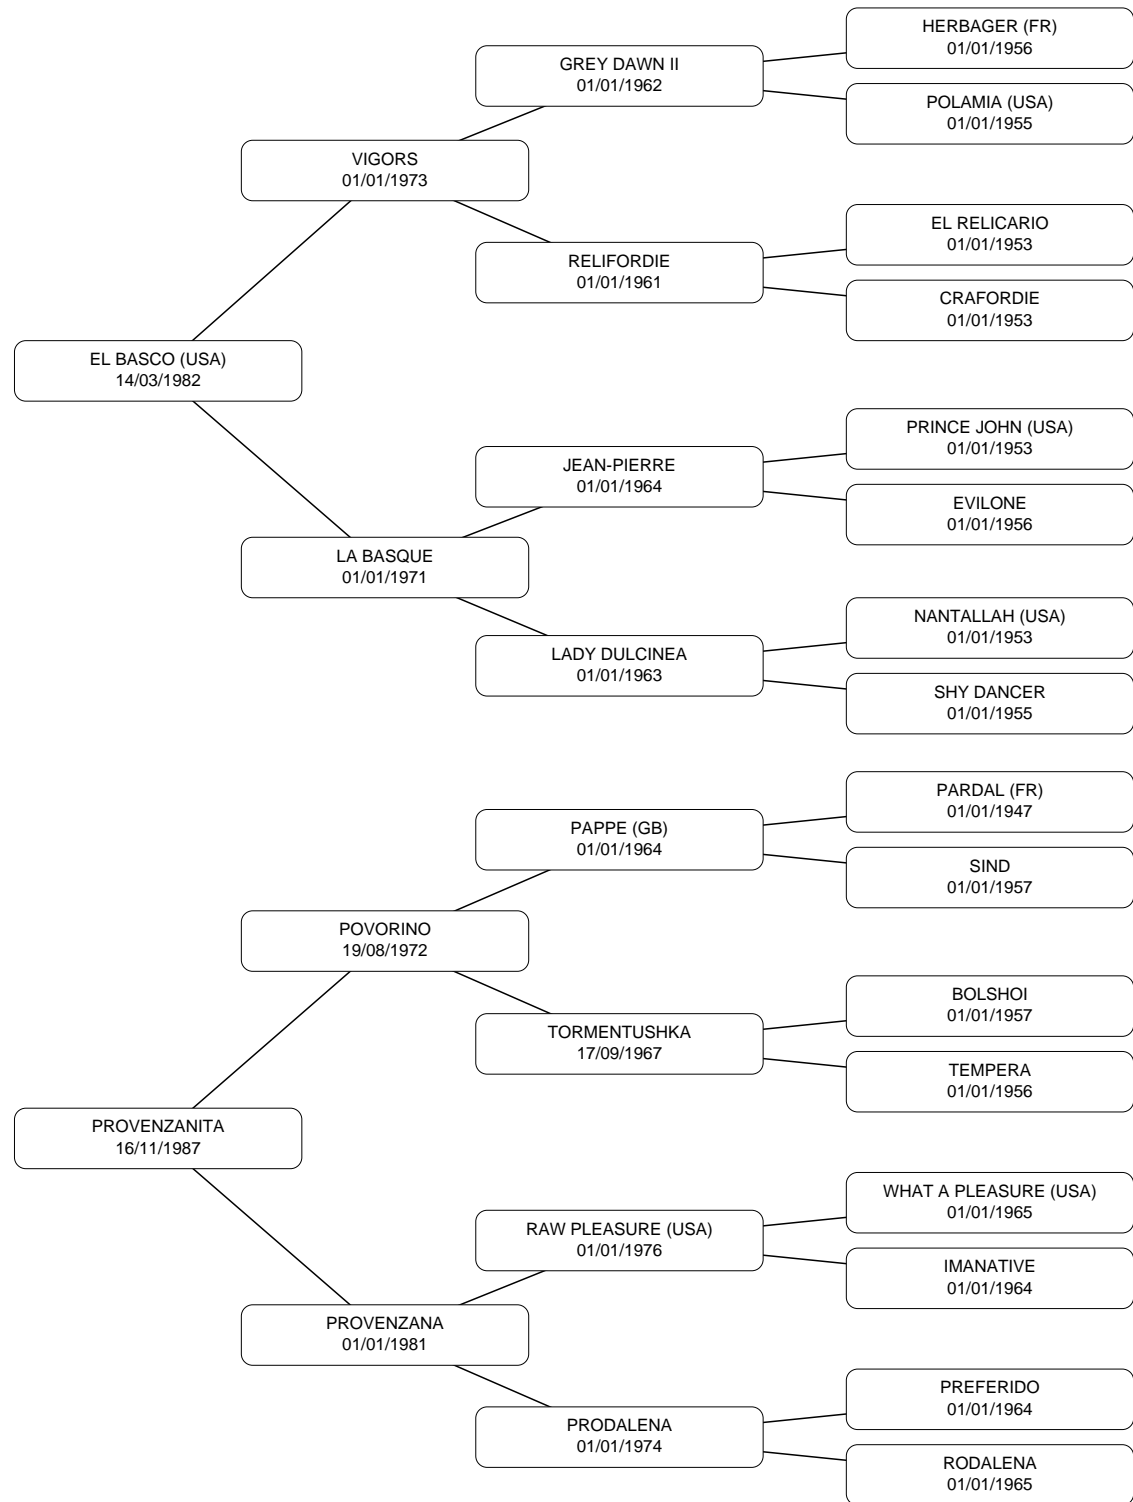 HERBAGER (FR)
01/01/1956
GREY DAWN II
01/01/1962
POLAMIA (USA)
01/01/1955
VIGORS
01/01/1973
EL RELICARIO
01/01/1953
RELIFORDIE
01/01/1961
CRAFORDIE
01/01/1953
EL BASCO (USA)
14/03/1982
PRINCE JOHN (USA)
01/01/1953
JEAN-PIERRE
01/01/1964
EVILONE
01/01/1956
LA BASQUE
01/01/1971
NANTALLAH (USA)
01/01/1953
LADY DULCINEA
01/01/1963
SHY DANCER
01/01/1955
PARDAL (FR)
01/01/1947
PAPPE (GB)
01/01/1964
SIND
01/01/1957
POVORINO
19/08/1972
BOLSHOI
01/01/1957
TORMENTUSHKA
17/09/1967
TEMPERA
01/01/1956
PROVENZANITA
16/11/1987
WHAT A PLEASURE (USA)
01/01/1965
RAW PLEASURE (USA)
01/01/1976
IMANATIVE
01/01/1964
PROVENZANA
01/01/1981
PREFERIDO
01/01/1964
PRODALENA
01/01/1974
RODALENA
01/01/1965